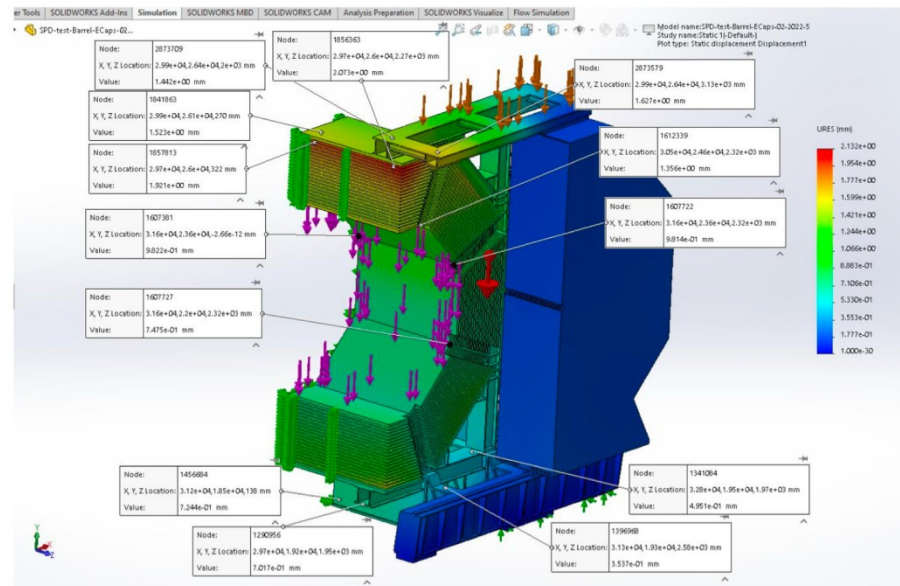 er Tools SOLIDWORKS Add-Ins Simulation SOLIDWORKS MBD SOLIDWORKS CAM Analysis Preparation SOLIDWORKS Visualize Flow Simulation
SPD-test-Barrel-ECaps-02...
Model name:SPD-test-Barrel-ECaps-02-2022-5
Study name:Static 1(-Default-)
Plot type: Static displacement Displacement1
Node: 2873709
X, Y, Z Location: 2.99e+04,2.64e+04,2e+03 mm
Value: 1.442e+00 mm
Node: 1856363
X, Y, Z Location: 2.97e+04,2.6e+04,2.27e+03 mm
Value: 2.073e+00 mm
Node: 2873579
X, Y, Z Location: 2.99e+04,2.64e+04,3.13e+03 mm
Value: 1.627e+00 mm
Node: 1841863
X, Y, Z Location: 2.99e+04,2.61e+04,270 mm
Value: 1.523e+00 mm
Node: 1612339
X, Y, Z Location: 3.05e+04,2.46e+04,2.32e+03 mm
Value: 1.356e+00 mm
Node: 1857813
X, Y, Z Location: 2.97e+04,2.6e+04,322 mm
Value: 1.921e+00 mm
Node: 1607381
X, Y, Z Location: 3.16e+04,2.36e+04,-2.66e-12 mm
Value: 9.822e-01 mm
Node: 1607722
X, Y, Z Location: 3.16e+04,2.36e+04,2.32e+03 mm
Value: 9.814e-01 mm
Node: 1607727
X, Y, Z Location: 3.16e+04,2.2e+04,2.32e+03 mm
Value: 7.475e-01 mm
URES (mm)
2.132e+00
1.954e+00
1.777e+00
1.599e+00
1.421e+00
1.244e+00
1.066e+00
8.883e-01
7.106e-01
5.330e-01
3.553e-01
1.777e-01
1.000e-30
Node: 1456684
X, Y, Z Location: 3.12e+04,1.85e+04,138 mm
Value: 7.244e-01 mm
Node: 1341084
X, Y, Z Location: 3.28e+04,1.95e+04,1.97e+03 mm
Value: 4.951e-01 mm
Node: 1290956
X, Y, Z Location: 2.97e+04,1.92e+04,1.95e+03 mm
Value: 7.017e-01 mm
Node: 1396968
X, Y, Z Location: 3.13e+04,1.93e+04,2.58e+03 mm
Value: 3.537e-01 mm